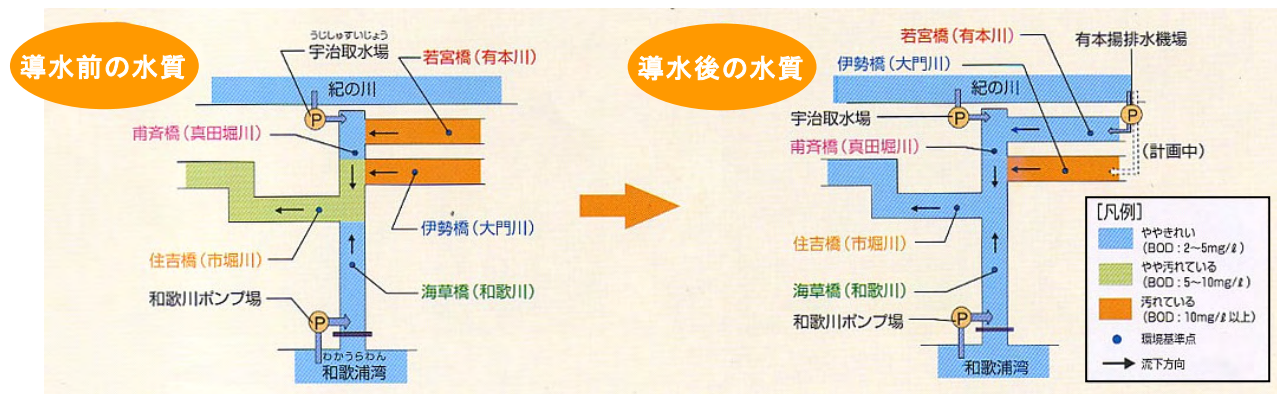 導水前の水質
うじしゅすいじょう
宇治取水場
若宮橋(有本川)
紀の川
P
甫斉橋(真田堀川)
伊勢橋(大門川)
住吉橋(市堀川)
海草橋(和歌川)
和歌川ポンプ場
P
わかうらわん
和歌浦湾
導水後の水質
若宮橋(有本川)
有本揚排水機場
伊勢橋(大門川)
紀の川
宇治取水場
P
P
甫斉橋(真田堀川)
(計画中)
住吉橋(市堀川)
海草橋(和歌川)
和歌川ポンプ場
P
和歌浦湾
[凡例]
ややきれい
(BOD:2〜5mg/ℓ)
やや汚れている
(BOD:5〜10mg/ℓ)
汚れている
(BOD:10mg/ℓ以上)
環境基準点
流下方向